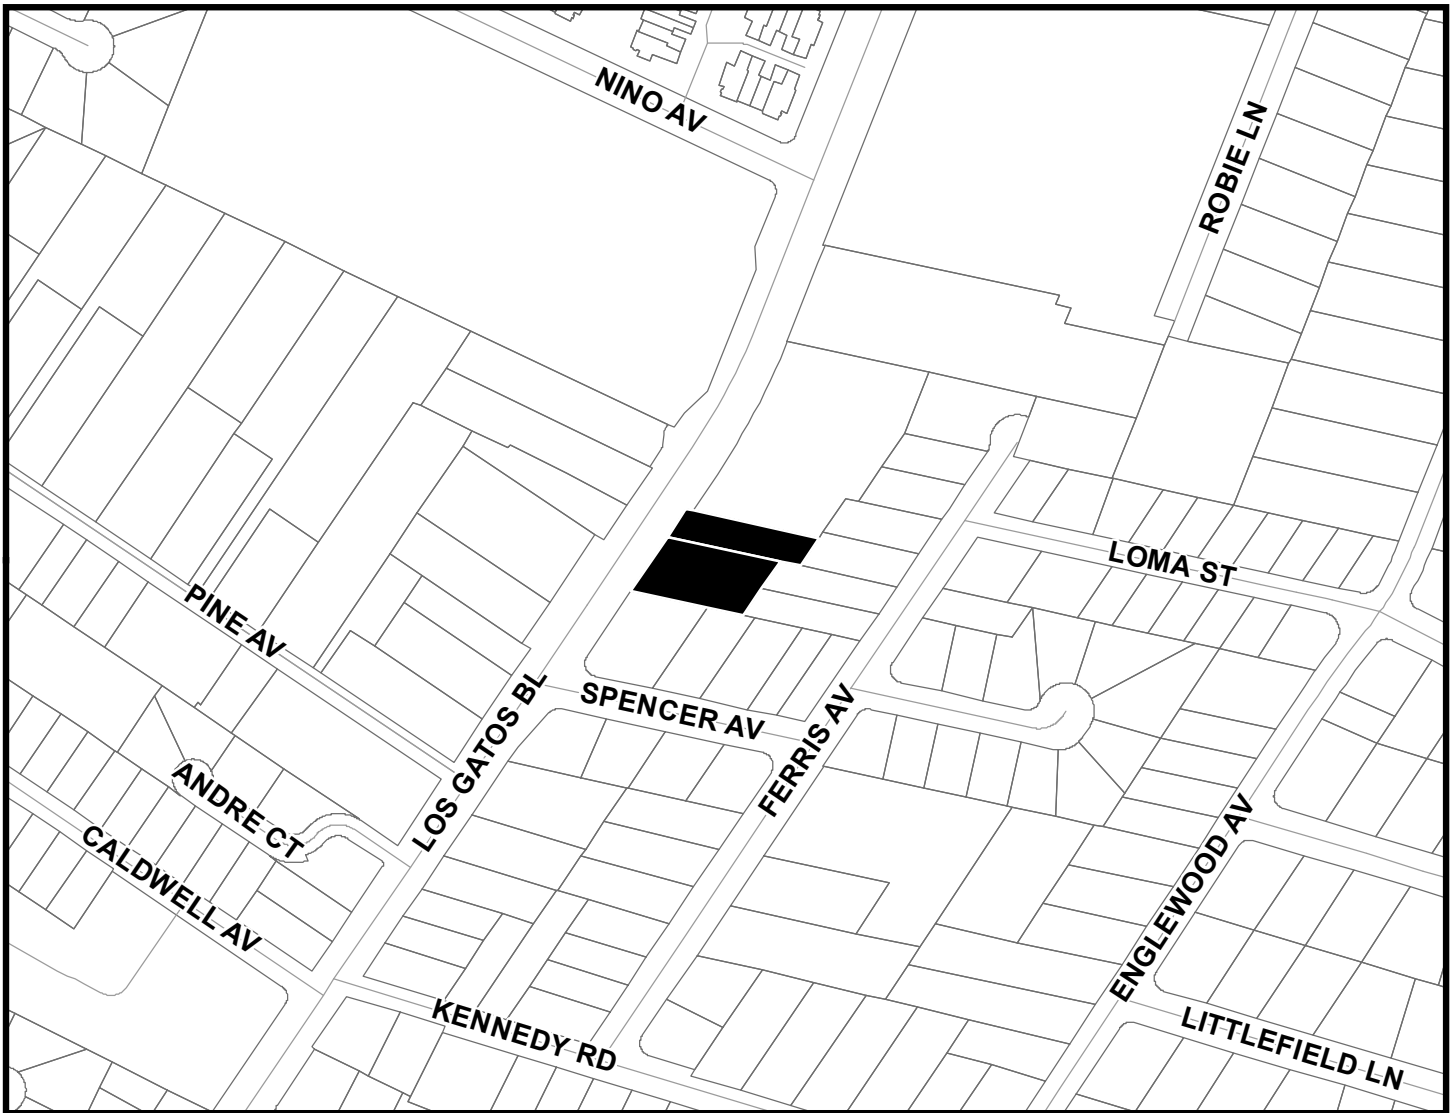 NINO AV
ROBIE LN
LOMA ST
PINE AV
LOS GATOS BL
SPENCER AV
FERRIS AV
ANDRE CT
CALDWELL AV
ENGLEWOOD AV
KENNEDY RD
LITTLEFIELD LN